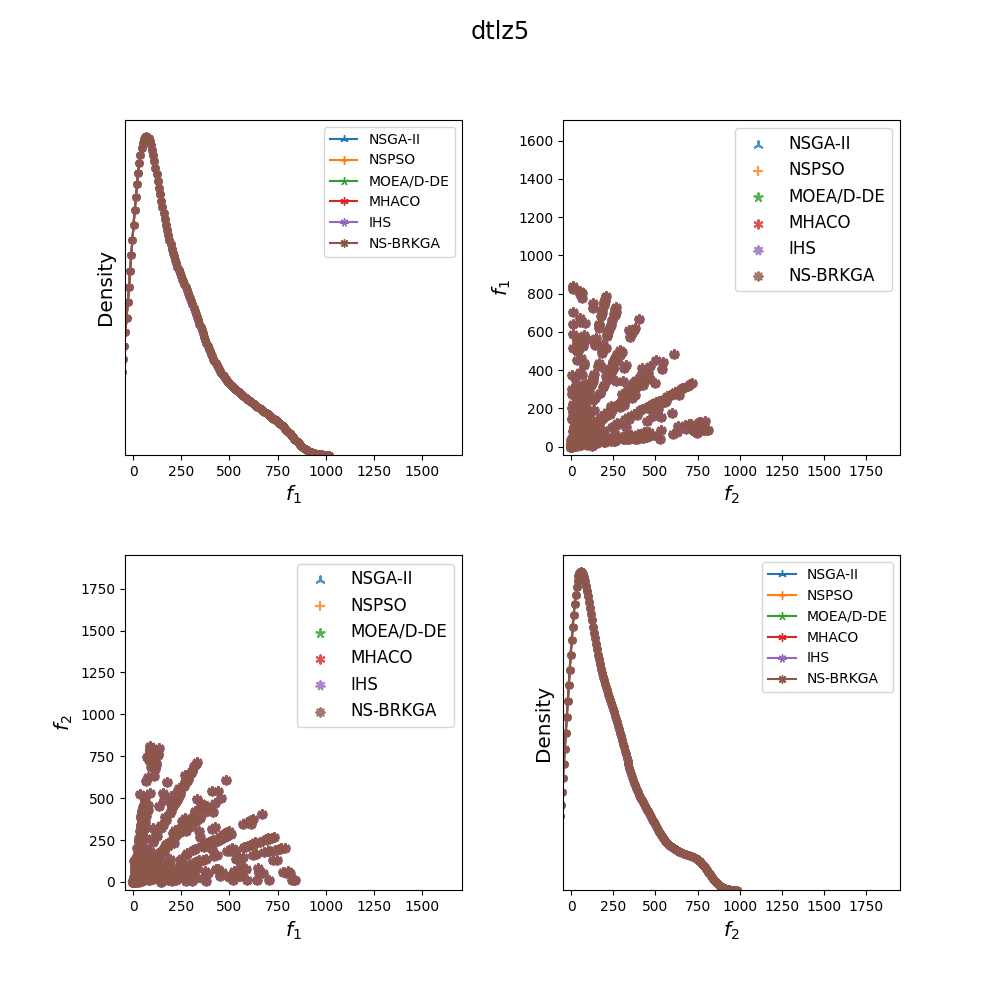 dtlz5
Density
NSGA-II
NSPSO
MOEA/D-DE
MHACO
IHS
NS-BRKGA
0 250 500 750 1000 1250 1500
f1
f1
1600
1400
1200
1000
800
600
400
200
0
NSGA-II
NSPSO
MOEA/D-DE
MHACO
IHS
NS-BRKGA
0 250 500 750 1000 1250 1500 1750
f2
f2
1750
1500
1250
1000
750
500
250
0
NSGA-II
NSPSO
MOEA/D-DE
MHACO
IHS
NS-BRKGA
0 250 500 750 1000 1250 1500
f1
Density
NSGA-II
NSPSO
MOEA/D-DE
MHACO
IHS
NS-BRKGA
0 250 500 750 1000 1250 1500 1750
f2